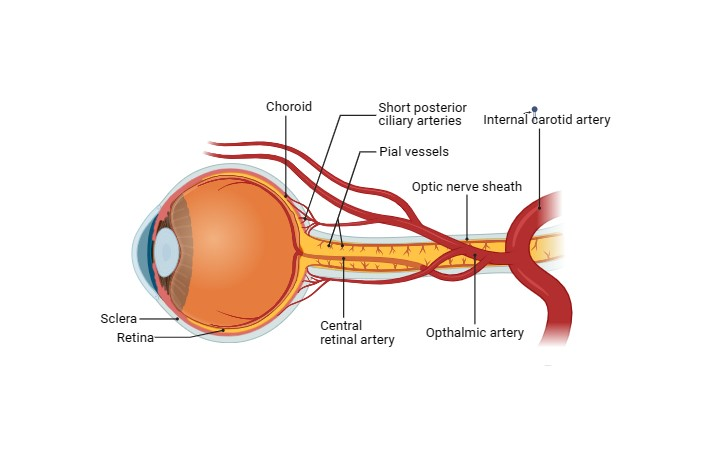 Choroid
Short posterior
ciliary arteries
Internal carotid artery
Pial vessels
Optic nerve sheath
Sclera
Retina
Central
retinal artery
Opthalmic artery